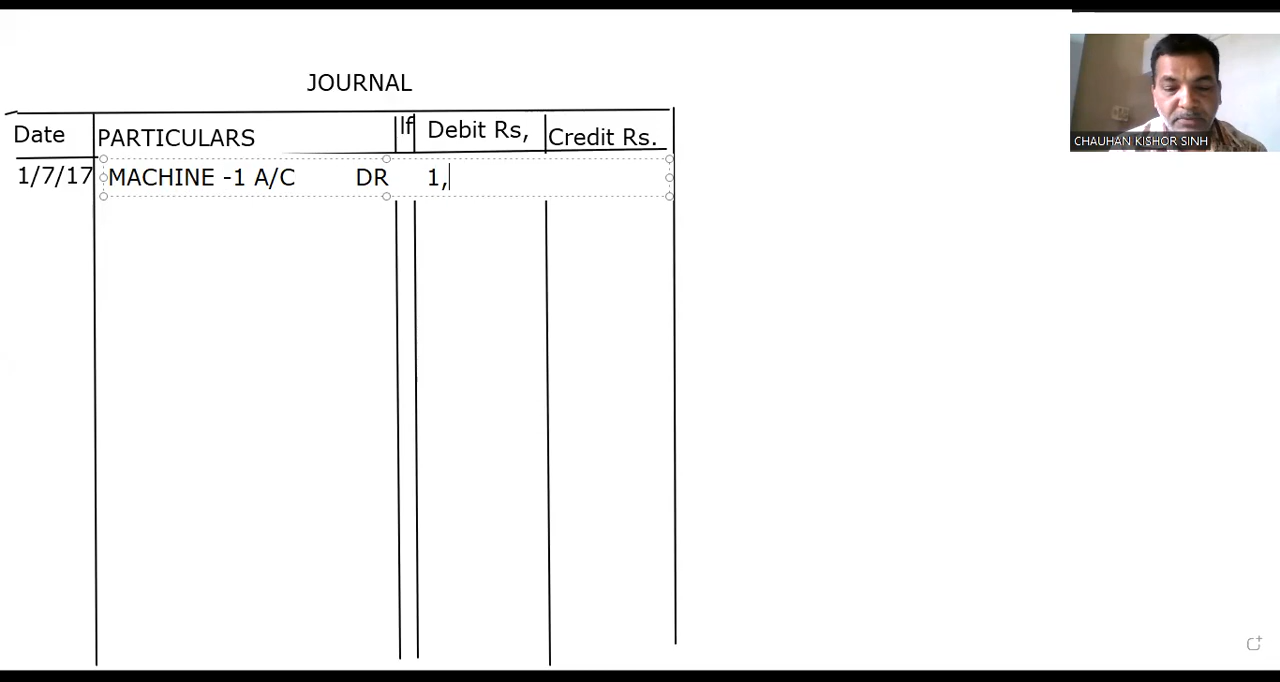 JOURNAL
Date PARTICULARS lf Debit Rs, Credit Rs.
1/7/17 MACHINE -1 A/C DR 1,
CHAUHAN KISHOR SINH